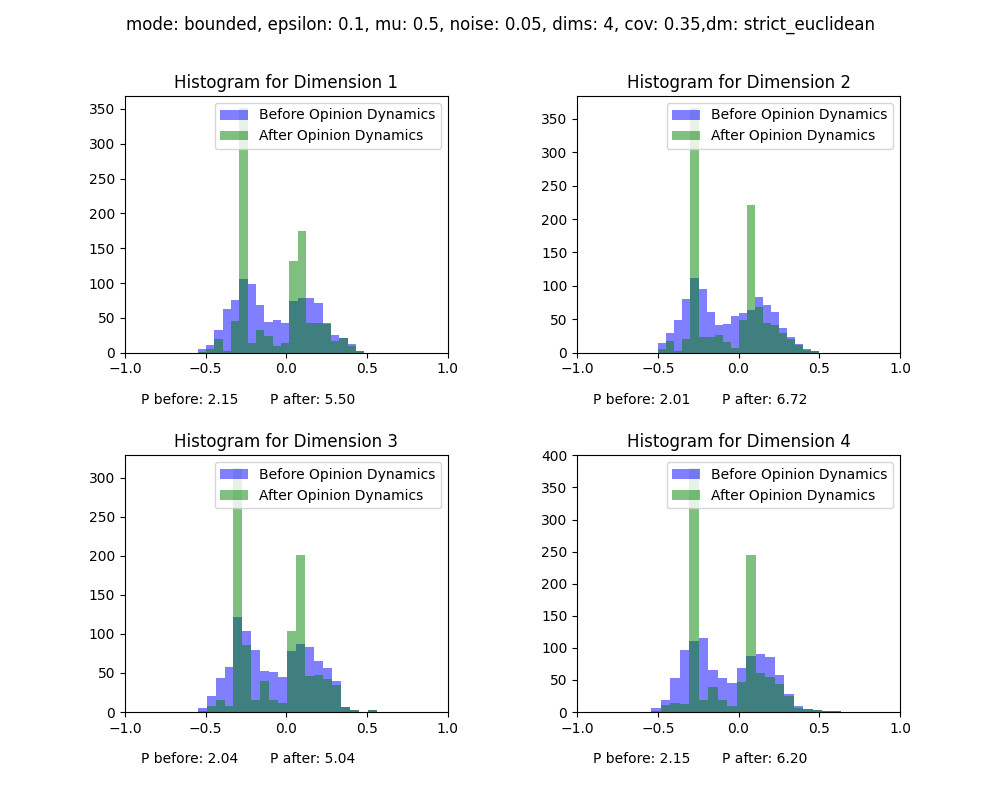 mode: bounded, epsilon: 0.1, mu: 0.5, noise: 0.05, dims: 4, cov: 0.35,dm: strict_euclidean
Histogram for Dimension 1
Before Opinion Dynamics
After Opinion Dynamics
350
300
250
200
150
100
50
0
−1.0 −0.5 0.0 0.5 1.0
P before: 2.15 P after: 5.50
Histogram for Dimension 2
Before Opinion Dynamics
After Opinion Dynamics
350
300
250
200
150
100
50
0
−1.0 −0.5 0.0 0.5 1.0
P before: 2.01 P after: 6.72
Histogram for Dimension 3
Before Opinion Dynamics
After Opinion Dynamics
300
250
200
150
100
50
0
−1.0 −0.5 0.0 0.5 1.0
P before: 2.04 P after: 5.04
Histogram for Dimension 4
Before Opinion Dynamics
After Opinion Dynamics
400
350
300
250
200
150
100
50
0
−1.0 −0.5 0.0 0.5 1.0
P before: 2.15 P after: 6.20